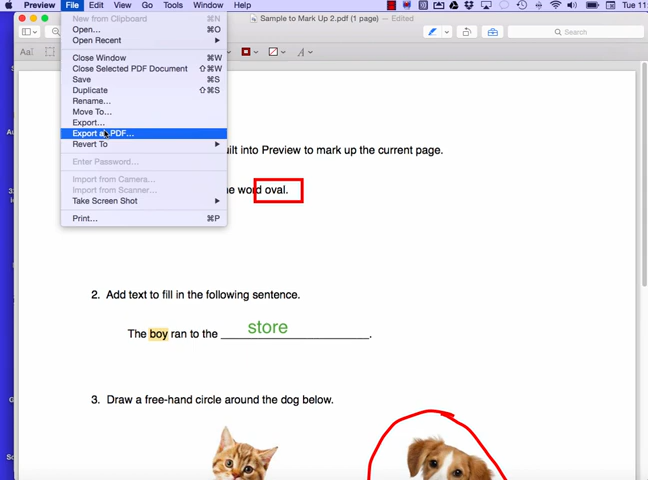 Preview File Edit View Go Tools Window Help Tue 11:
Sample to Mark Up 2.pdf (1 page) — Edited
Search
New from Clipboard ⌘N
Open... ⌘O
Open Recent
Close Window ⌘W
Close Selected PDF Document ⇧⌘W
Save ⌘S
Duplicate ⇧⌘S
Rename...
Move To...
Export...
Export as PDF...
Revert To
Enter Password...
Import from Camera...
Import from Scanner...
Take Screen Shot
Print... ⌘P
uilt into Preview to mark up the current page.
e word oval.
2. Add text to fill in the following sentence.
The boy ran to the store.
3. Draw a free-hand circle around the dog below.